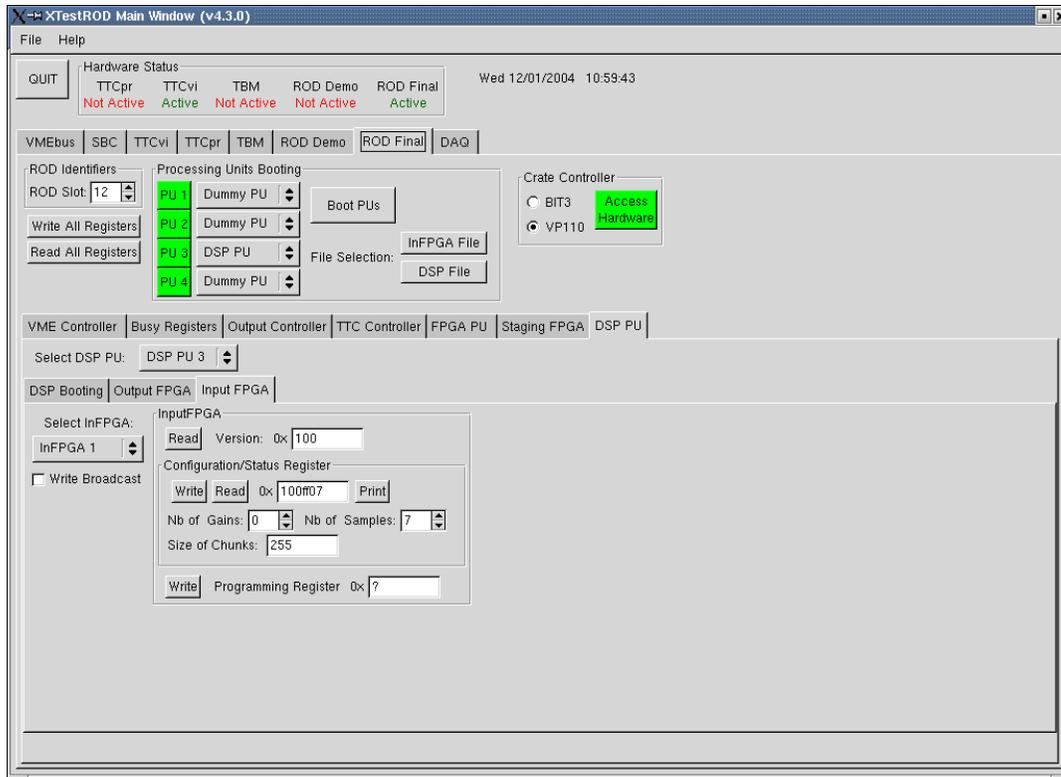 XTestROD Main Window (v4.3.0)
File Help
QUIT
Hardware Status
TTCpr TTCvi TBM ROD Demo ROD Final
Not Active Active Not Active Not Active Active
Wed 12/01/2004 10:59:43
VMEbus SBC TTCvi TTCpr TBM ROD Demo ROD Final DAQ
ROD Identifiers
ROD Slot: 12
Write All Registers
Read All Registers
Processing Units Booting
PU 1 Dummy PU
PU 2 Dummy PU
PU 3 DSP PU
PU 4 Dummy PU
Boot PUs
File Selection:
InFPGA File
DSP File
Crate Controller
BIT3
VP110
Access
Hardware
VME Controller Busy Registers Output Controller TTC Controller FPGA PU Staging FPGA DSP PU
Select DSP PU: DSP PU 3
DSP Booting Output FPGA Input FPGA
Select InFPGA:
InFPGA 1
Write Broadcast
InputFPGA
Read Version: 0x 100
Configuration/Status Register
Write Read 0x 100ff07 Print
Nb of Gains: 0 Nb of Samples: 7
Size of Chunks: 255
Write Programming Register 0x ?